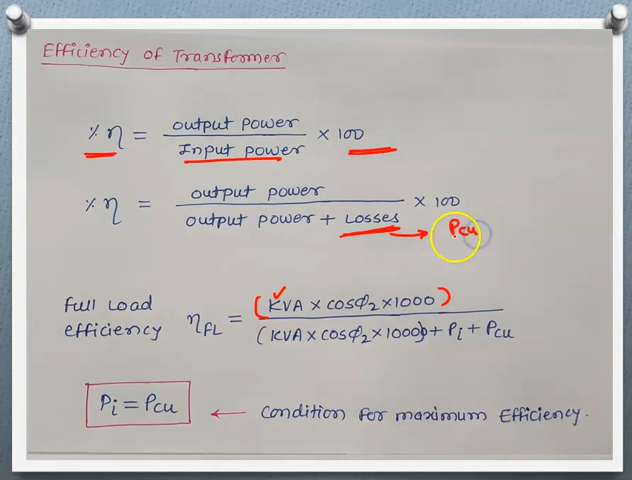 Efficiency of Transformer
% η = output power / Input power × 100
% η = output power / output power + Losses × 100
Pcu
Full Load efficiency ηFL = (KVA × cosφ2 × 1000) / (KVA × cosφ2 × 1000) + Pi + Pcu
Pi = Pcu ← condition for maximum Efficiency.